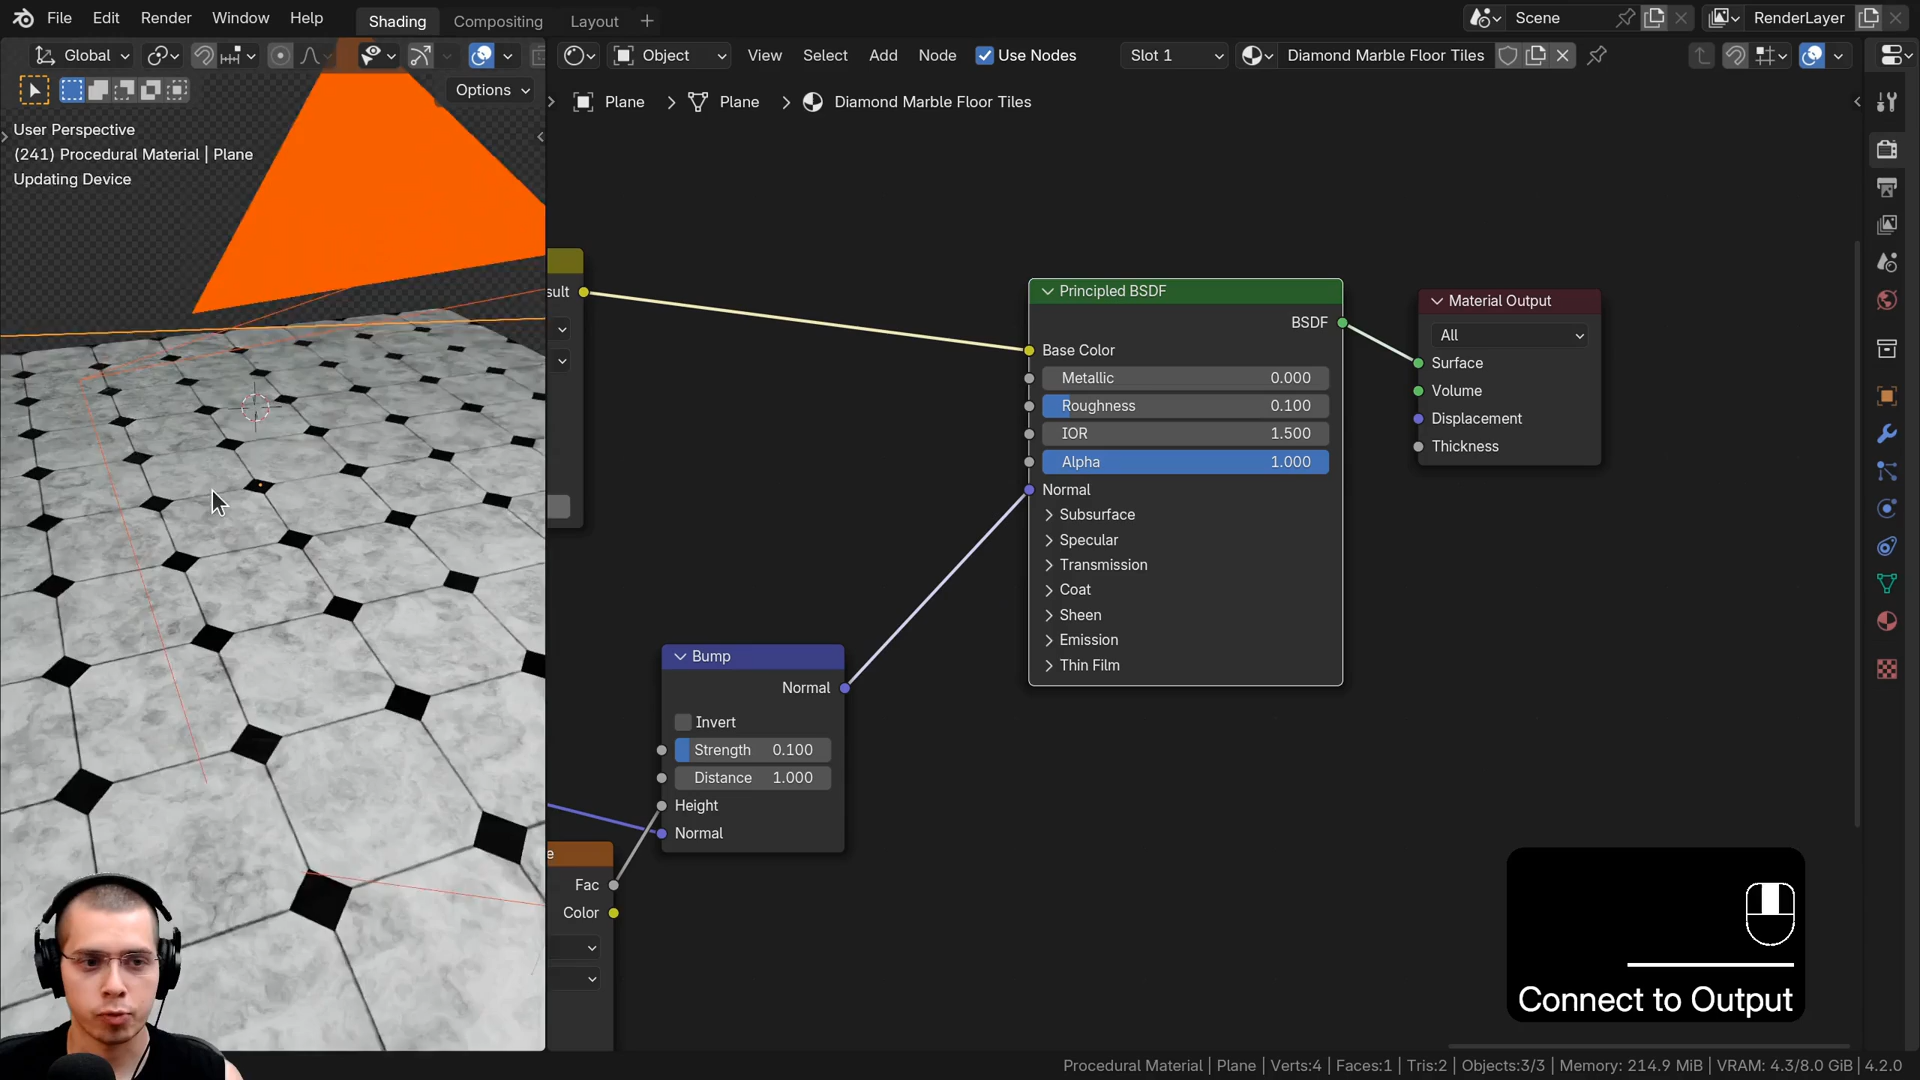 File Edit Render Window Help Shading Compositing Layout Scene RenderLayer
Global Object View Select Add Node Use Nodes Slot 1 Diamond Marble Floor Tiles
Options
Plane Plane Diamond Marble Floor Tiles
User Perspective
(241) Procedural Material | Plane
Updating Device
sult
Principled BSDF
BSDF
Base Color
Metallic 0.000
Roughness 0.100
IOR 1.500
Alpha 1.000
Normal
Subsurface
Specular
Transmission
Coat
Sheen
Emission
Thin Film
Material Output
All
Surface
Volume
Displacement
Thickness
Bump
Normal
Invert
Strength 0.100
Distance 1.000
Height
Normal
e
Fac
Color
Connect to Output
Procedural Material | Plane | Verts:4 | Faces:1 | Tris:2 | Objects:3/3 | Memory: 214.9 MiB | VRAM: 4.3/8.0 GiB | 4.2.0